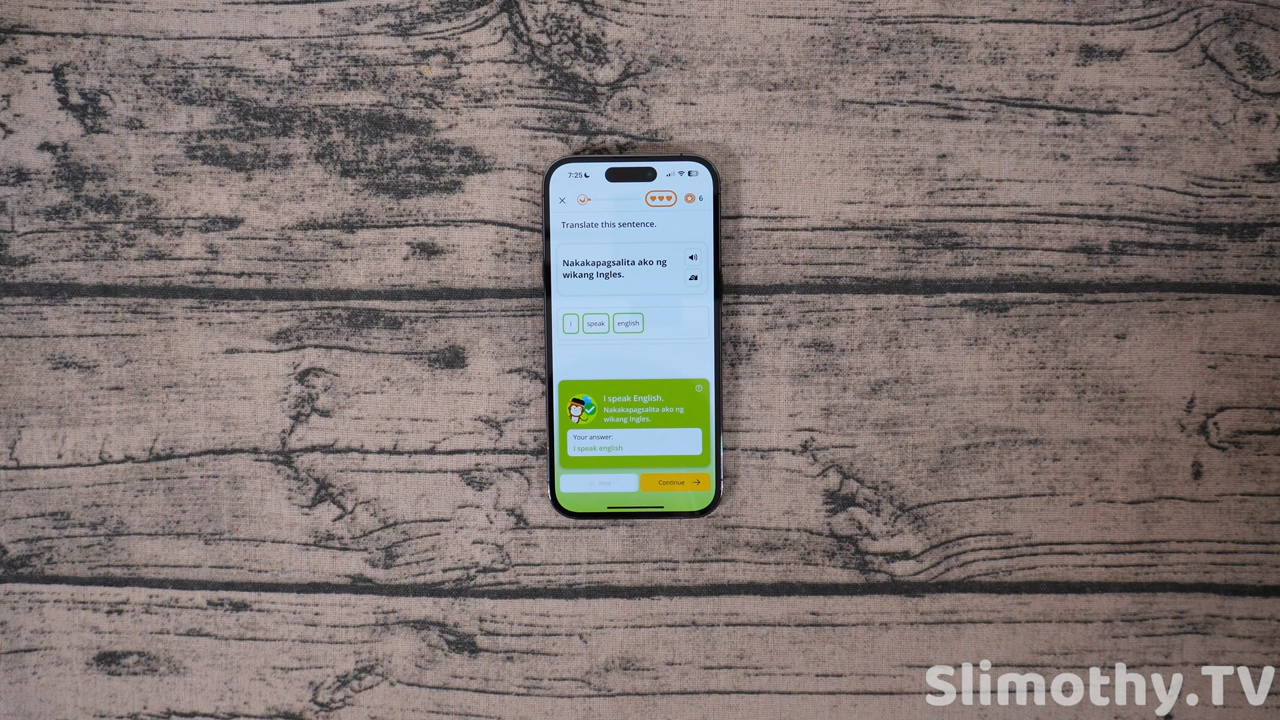 7:25
6
Translate this sentence.
Nakakapagsalita ako ng
wikang Ingles.
i speak english
I speak English.
Nakakapagsalita ako ng
wikang Ingles.
Your answer:
I speak english
Continue
Slimothy.TV